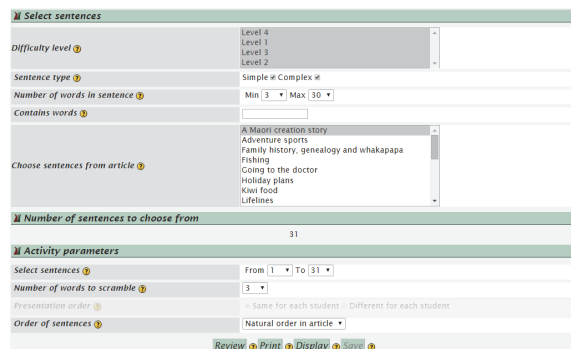 Select sentences
Difficulty level
Level 4
Level 1
Level 3
Level 2
Sentence type Simple Complex
Number of words in sentence Min 3 Max 30
Contains words
Choose sentences from article
A Maori creation story
Adventure sports
Family history, genealogy and whakapapa
Fishing
Going to the doctor
Holiday plans
Kiwi food
Lifelines
Number of sentences to choose from
31
Activity parameters
Select sentences From 1 To 31
Number of words to scramble 3
Presentation order Same for each student Different for each student
Order of sentences Natural order in article
Review Print Display Save